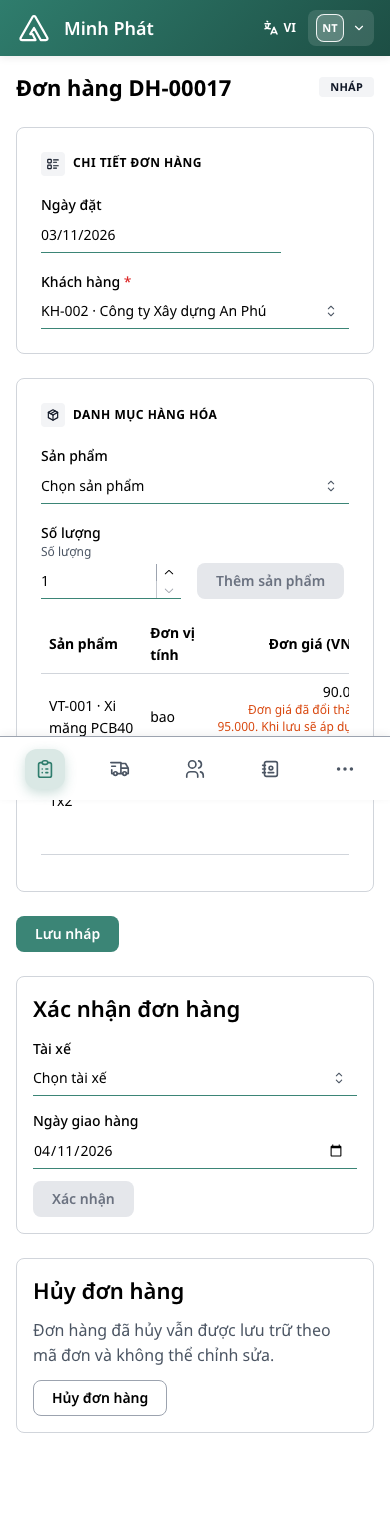 Minh Phát
VI
NT
Đơn hàng DH-00017
NHÁP
CHI TIẾT ĐƠN HÀNG
Ngày đặt
03/11/2026
Khách hàng *
KH-002 · Công ty Xây dựng An Phú
DANH MỤC HÀNG HÓA
Sản phẩm
Chọn sản phẩm
Số lượng
Số lượng
1
Thêm sản phẩm
Sản phẩm
Đơn vị
tính
Đơn giá (VN
VT-001 · Xi
măng PCB40
bao
90.0
Đơn giá đã đổi
95.000. Khi lưu sẽ áp
1x2
Lưu nháp
Xác nhận đơn hàng
Tài xế
Chọn tài xế
Ngày giao hàng
04/11/2026
Xác nhận
Hủy đơn hàng
Đơn hàng đã hủy vẫn được lưu trữ theo
mã đơn và không thể chỉnh sửa.
Hủy đơn hàng